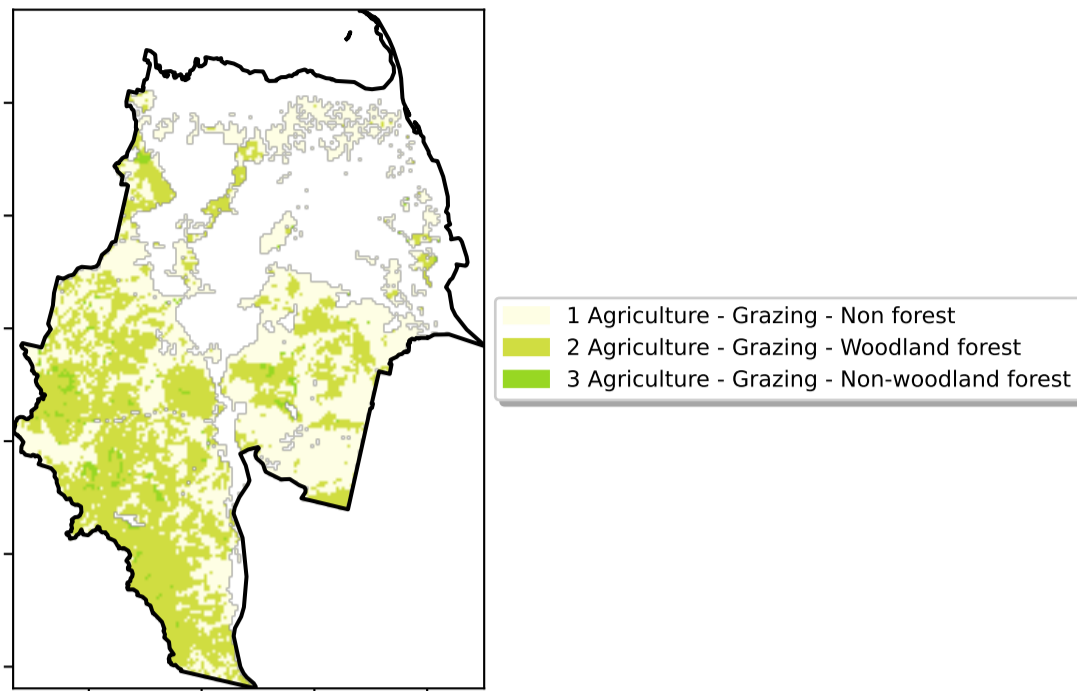 1 Agriculture - Grazing - Non forest
2 Agriculture - Grazing - Woodland forest
3 Agriculture - Grazing - Non-woodland forest